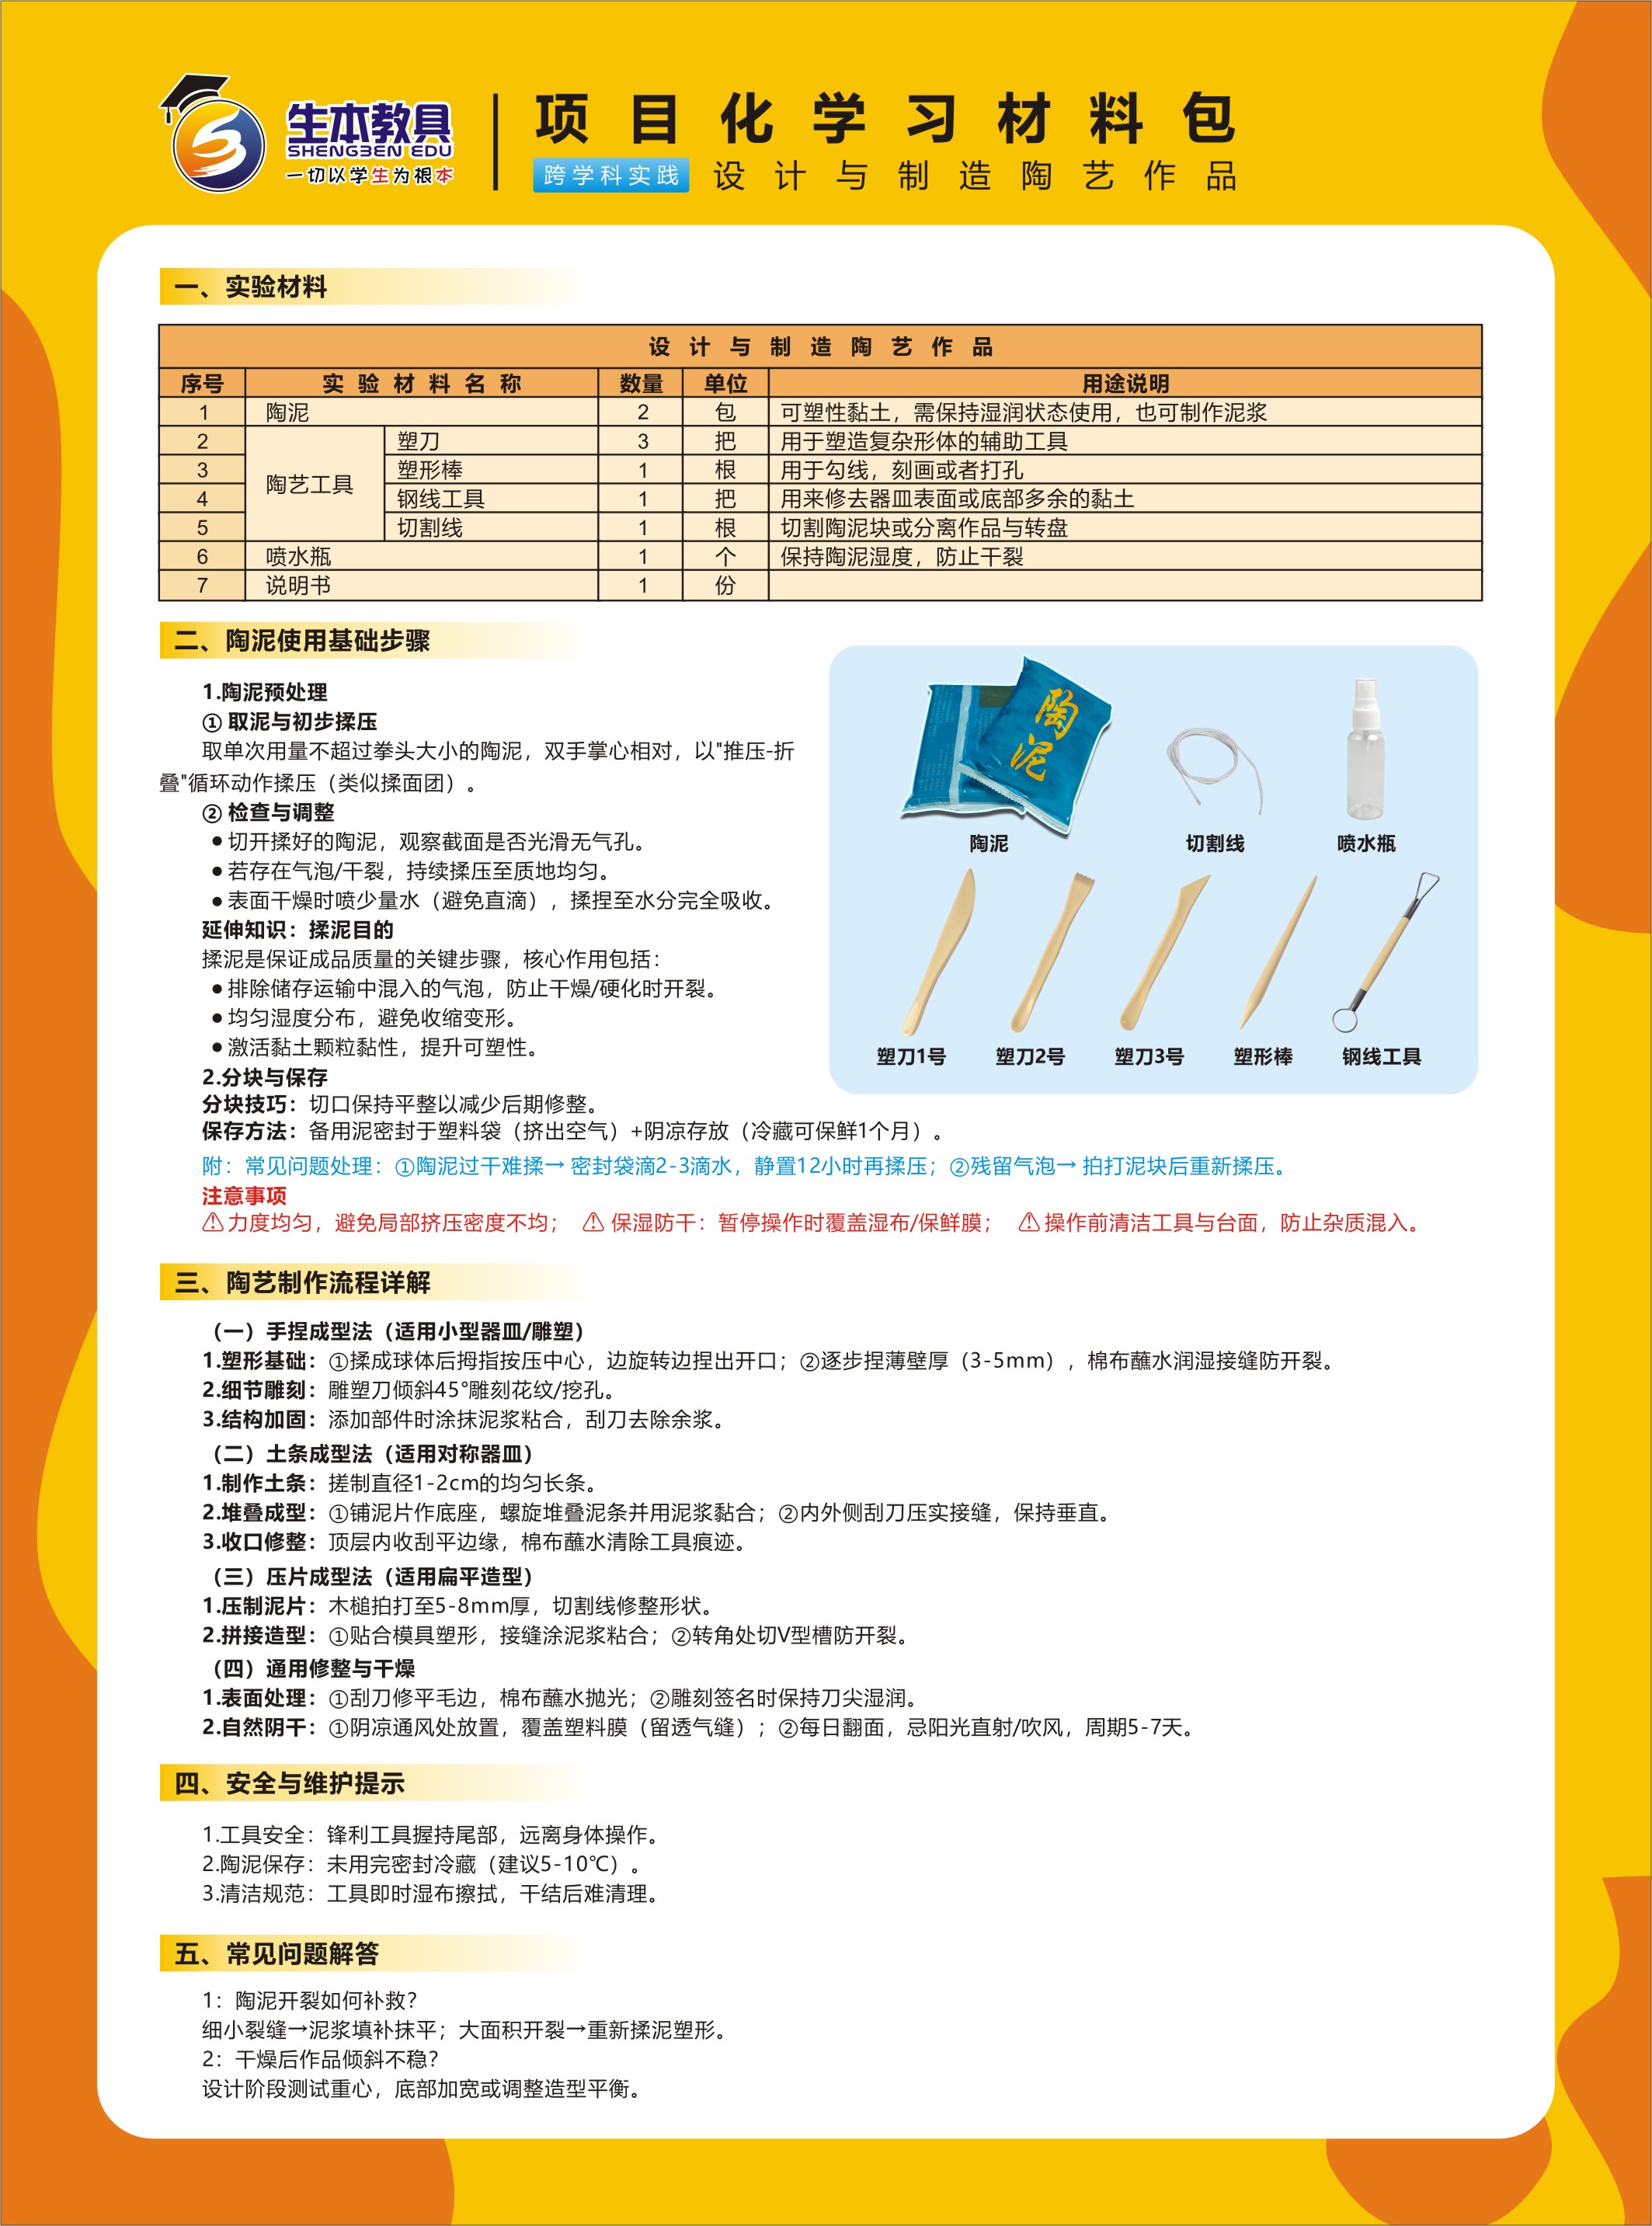 生本教具
SHENGBEN EDU
一切以学生为根本
项目化学习材料包
跨学科实践 设计与制造陶艺作品
一、实验材料
设计与制造陶艺作品
序号 实验材料名称 数量 单位 用途说明
1 陶泥 2 包 可塑性黏土，需保持湿润状态使用，也可制作泥浆
2 陶艺工具 塑刀 3 把 用于塑造复杂形体的辅助工具
3 塑形棒 1 根 用于勾线，刻画或者打孔
4 钢线工具 1 把 用来修去器皿表面或底部多余的黏土
5 切割线 1 根 切割陶泥块或分离作品与转盘
6 喷水瓶 1 个 保持陶泥湿度，防止干裂
7 说明书 1 份
二、陶泥使用基础步骤
1.陶泥预处理
① 取泥与初步揉压
取单次用量不超过拳头大小的陶泥，双手掌心相对，以"推压-折
叠"循环动作揉压（类似揉面团）。
② 检查与调整
●切开揉好的陶泥，观察截面是否光滑无气孔。
●若存在气泡/干裂，持续揉压至质地均匀。
●表面干燥时喷少量水（避免直滴），揉捏至水分完全吸收。
延伸知识：揉泥目的
揉泥是保证成品质量的关键步骤，核心作用包括：
●排除储存运输中混入的气泡，防止干燥/硬化时开裂。
●均匀湿度分布，避免收缩变形。
●激活黏土颗粒黏性，提升可塑性。
陶泥
陶泥 切割线 喷水瓶
塑刀1号 塑刀2号 塑刀3号 塑形棒 钢线工具
2.分块与保存
分块技巧：切口保持平整以减少后期修整。
保存方法：备用泥密封于塑料袋（挤出空气）+阴凉存放（冷藏可保鲜1个月）。
附：常见问题处理：①陶泥过干难揉→ 密封袋滴2-3滴水，静置12小时再揉压；②残留气泡→ 拍打泥块后重新揉压。
注意事项
⚠力度均匀，避免局部挤压密度不均； ⚠ 保湿防干：暂停操作时覆盖湿布/保鲜膜； ⚠操作前清洁工具与台面，防止杂质混入。
三、陶艺制作流程详解
（一）手捏成型法（适用小型器皿/雕塑）
1.塑形基础：①揉成球体后拇指按压中心，边旋转边捏出开口；②逐步捏薄壁厚（3-5mm），棉布蘸水润湿接缝防开裂。
2.细节雕刻：雕塑刀倾斜45°雕刻花纹/挖孔。
3.结构加固：添加部件时涂抹泥浆粘合，刮刀去除余浆。
（二）土条成型法（适用对称器皿）
1.制作土条：搓制直径1-2cm的均匀长条。
2.堆叠成型：①铺泥片作底座，螺旋堆叠泥条并用泥浆黏合；②内外侧刮刀压实接缝，保持垂直。
3.收口修整：顶层内收刮平边缘，棉布蘸水清除工具痕迹。
（三）压片成型法（适用扁平造型）
1.压制泥片：木槌拍打至5-8mm厚，切割线修整形状。
2.拼接造型：①贴合模具塑形，接缝涂泥浆粘合；②转角处切V型槽防开裂。
（四）通用修整与干燥
1.表面处理：①刮刀修平毛边，棉布蘸水抛光；②雕刻签名时保持刀尖湿润。
2.自然阴干：①阴凉通风处放置，覆盖塑料膜（留透气缝）；②每日翻面，忌阳光直射/吹风，周期5-7天。
四、安全与维护提示
1.工具安全：锋利工具握持尾部，远离身体操作。
2.陶泥保存：未用完密封冷藏（建议5-10℃）。
3.清洁规范：工具即时湿布擦拭，干结后难清理。
五、常见问题解答
1：陶泥开裂如何补救？
细小裂缝→泥浆填补抹平；大面积开裂→重新揉泥塑形。
2：干燥后作品倾斜不稳？
设计阶段测试重心，底部加宽或调整造型平衡。